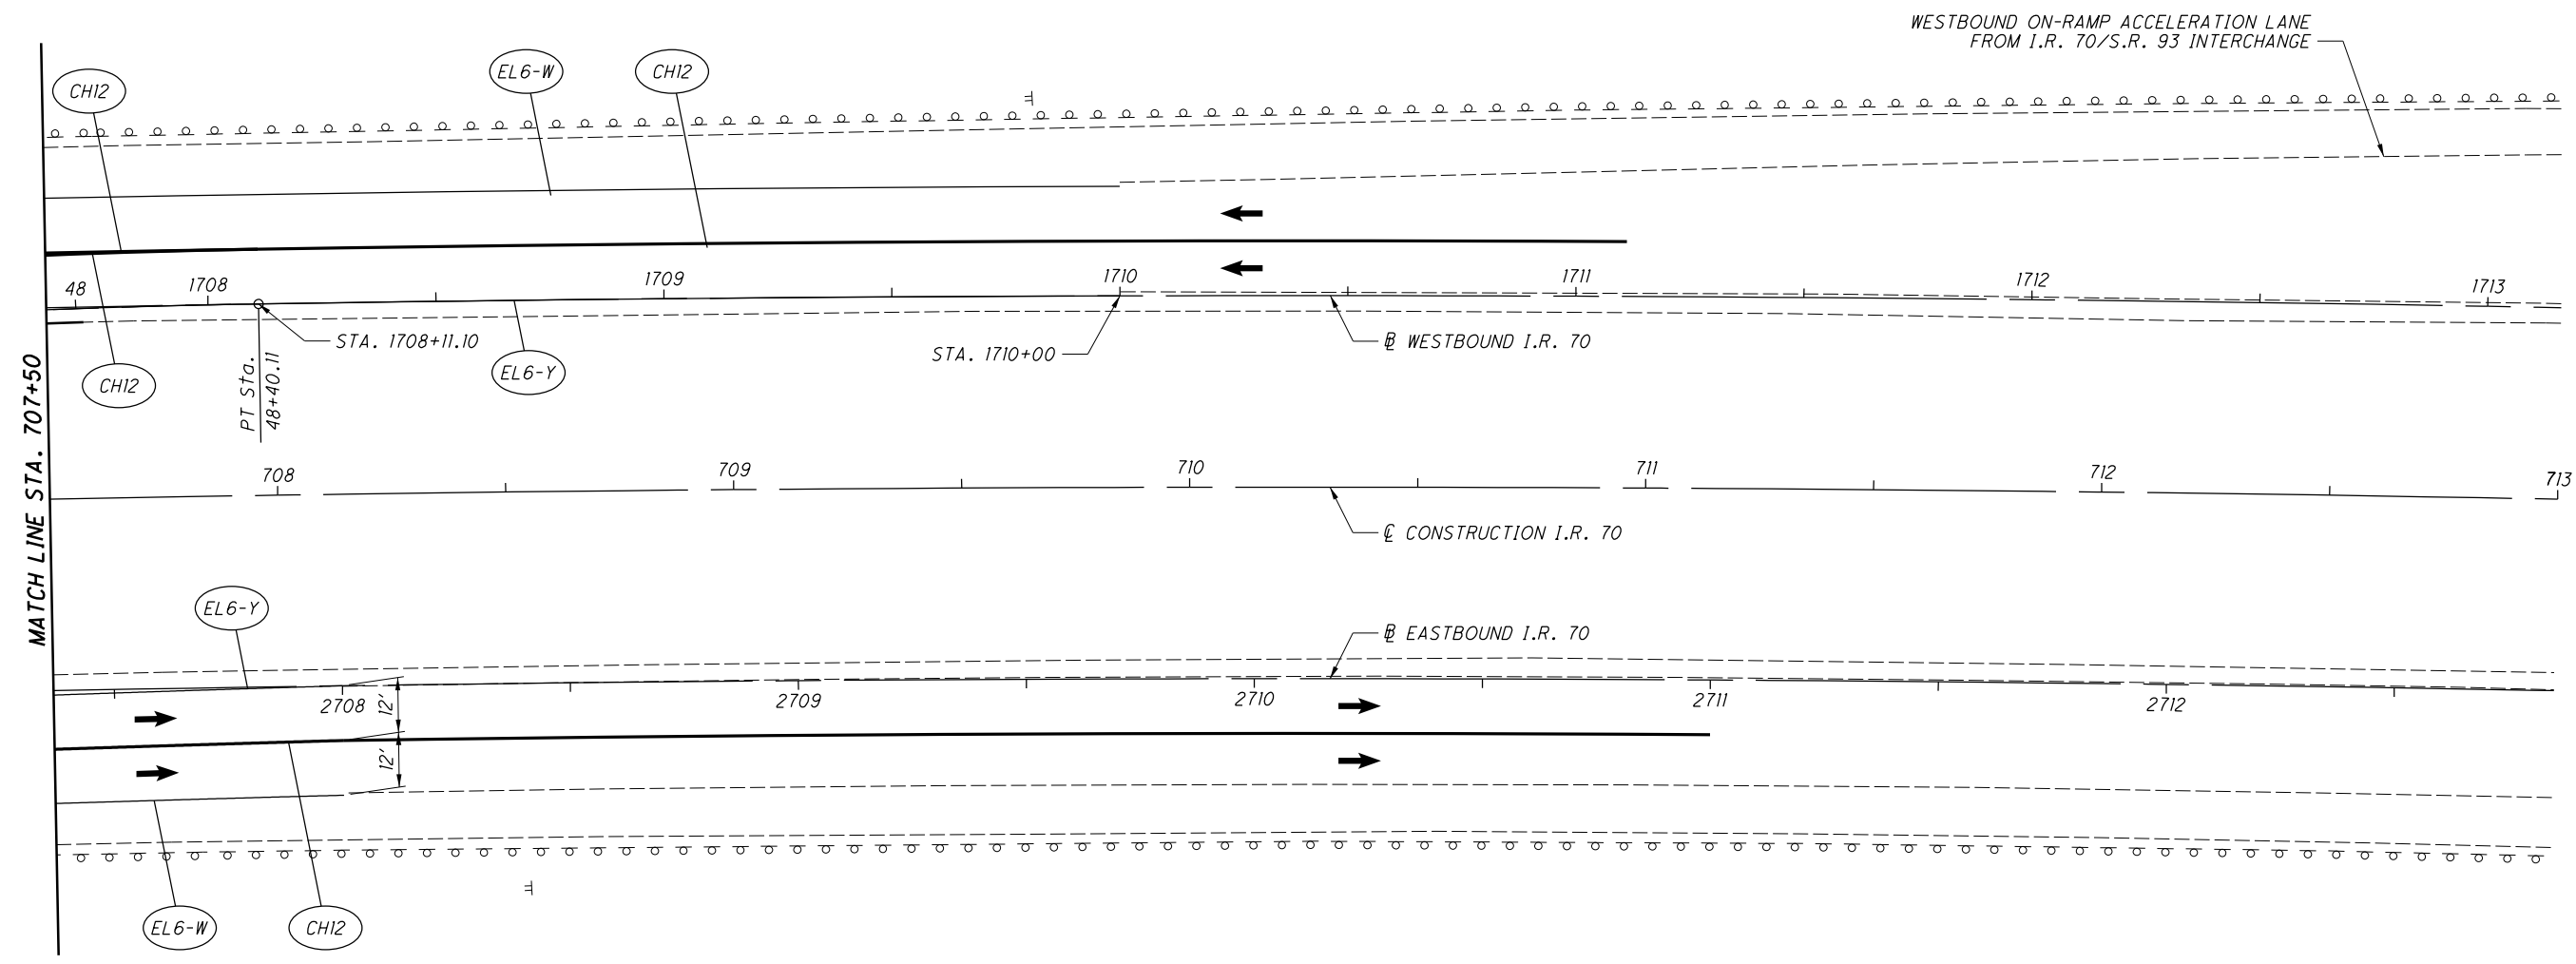 WESTBOUND ON-RAMP ACCELERATION LANE
FROM I.R. 70/S.R. 93 INTERCHANGE
CH12
EL6-W
CH12
48
1708
1709
1710
1711
1712
1713
STA. 1708+11.10
STA. 1710+00
℄ WESTBOUND I.R. 70
CH12
PT Sta.
48+40.11
EL6-Y
MATCH LINE STA. 707+50
708
709
710
711
712
713
℄ CONSTRUCTION I.R. 70
EL6-Y
℄ EASTBOUND I.R. 70
2708
2709
2710
2711
2712
12'
12'
EL6-W
CH12